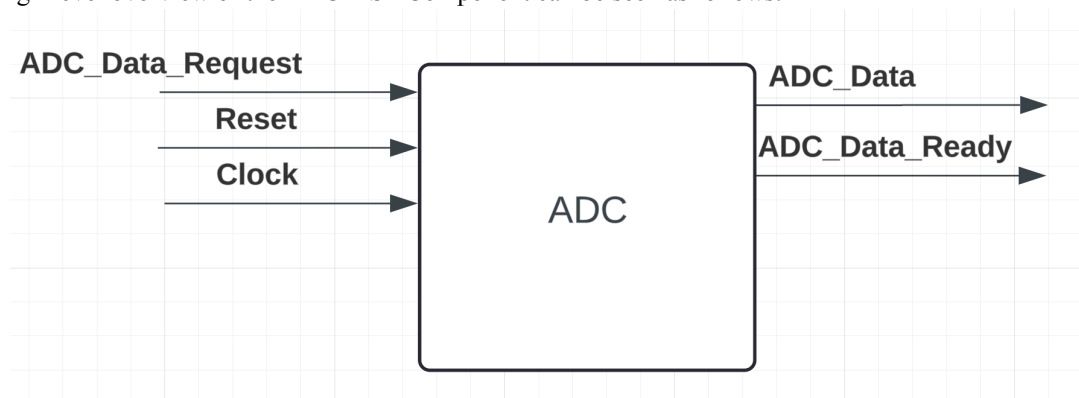 ADC_Data_Request
ADC_Data
Reset
ADC_Data_Ready
Clock
ADC